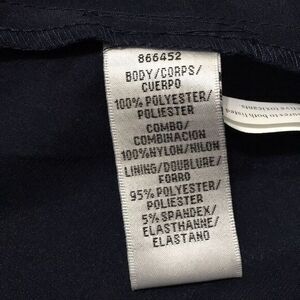 866452
BODY/CORPS/
CUERPO
100% POLYESTER/
POLIESTER
COMBO/
COMBINACION
100%NYLON/NILON
LINING/DOUBLURE/
FORRO
95% POLYESTER/
POLIESTER
5% SPANDEX/
ELASTHANNE/
ELASTANO